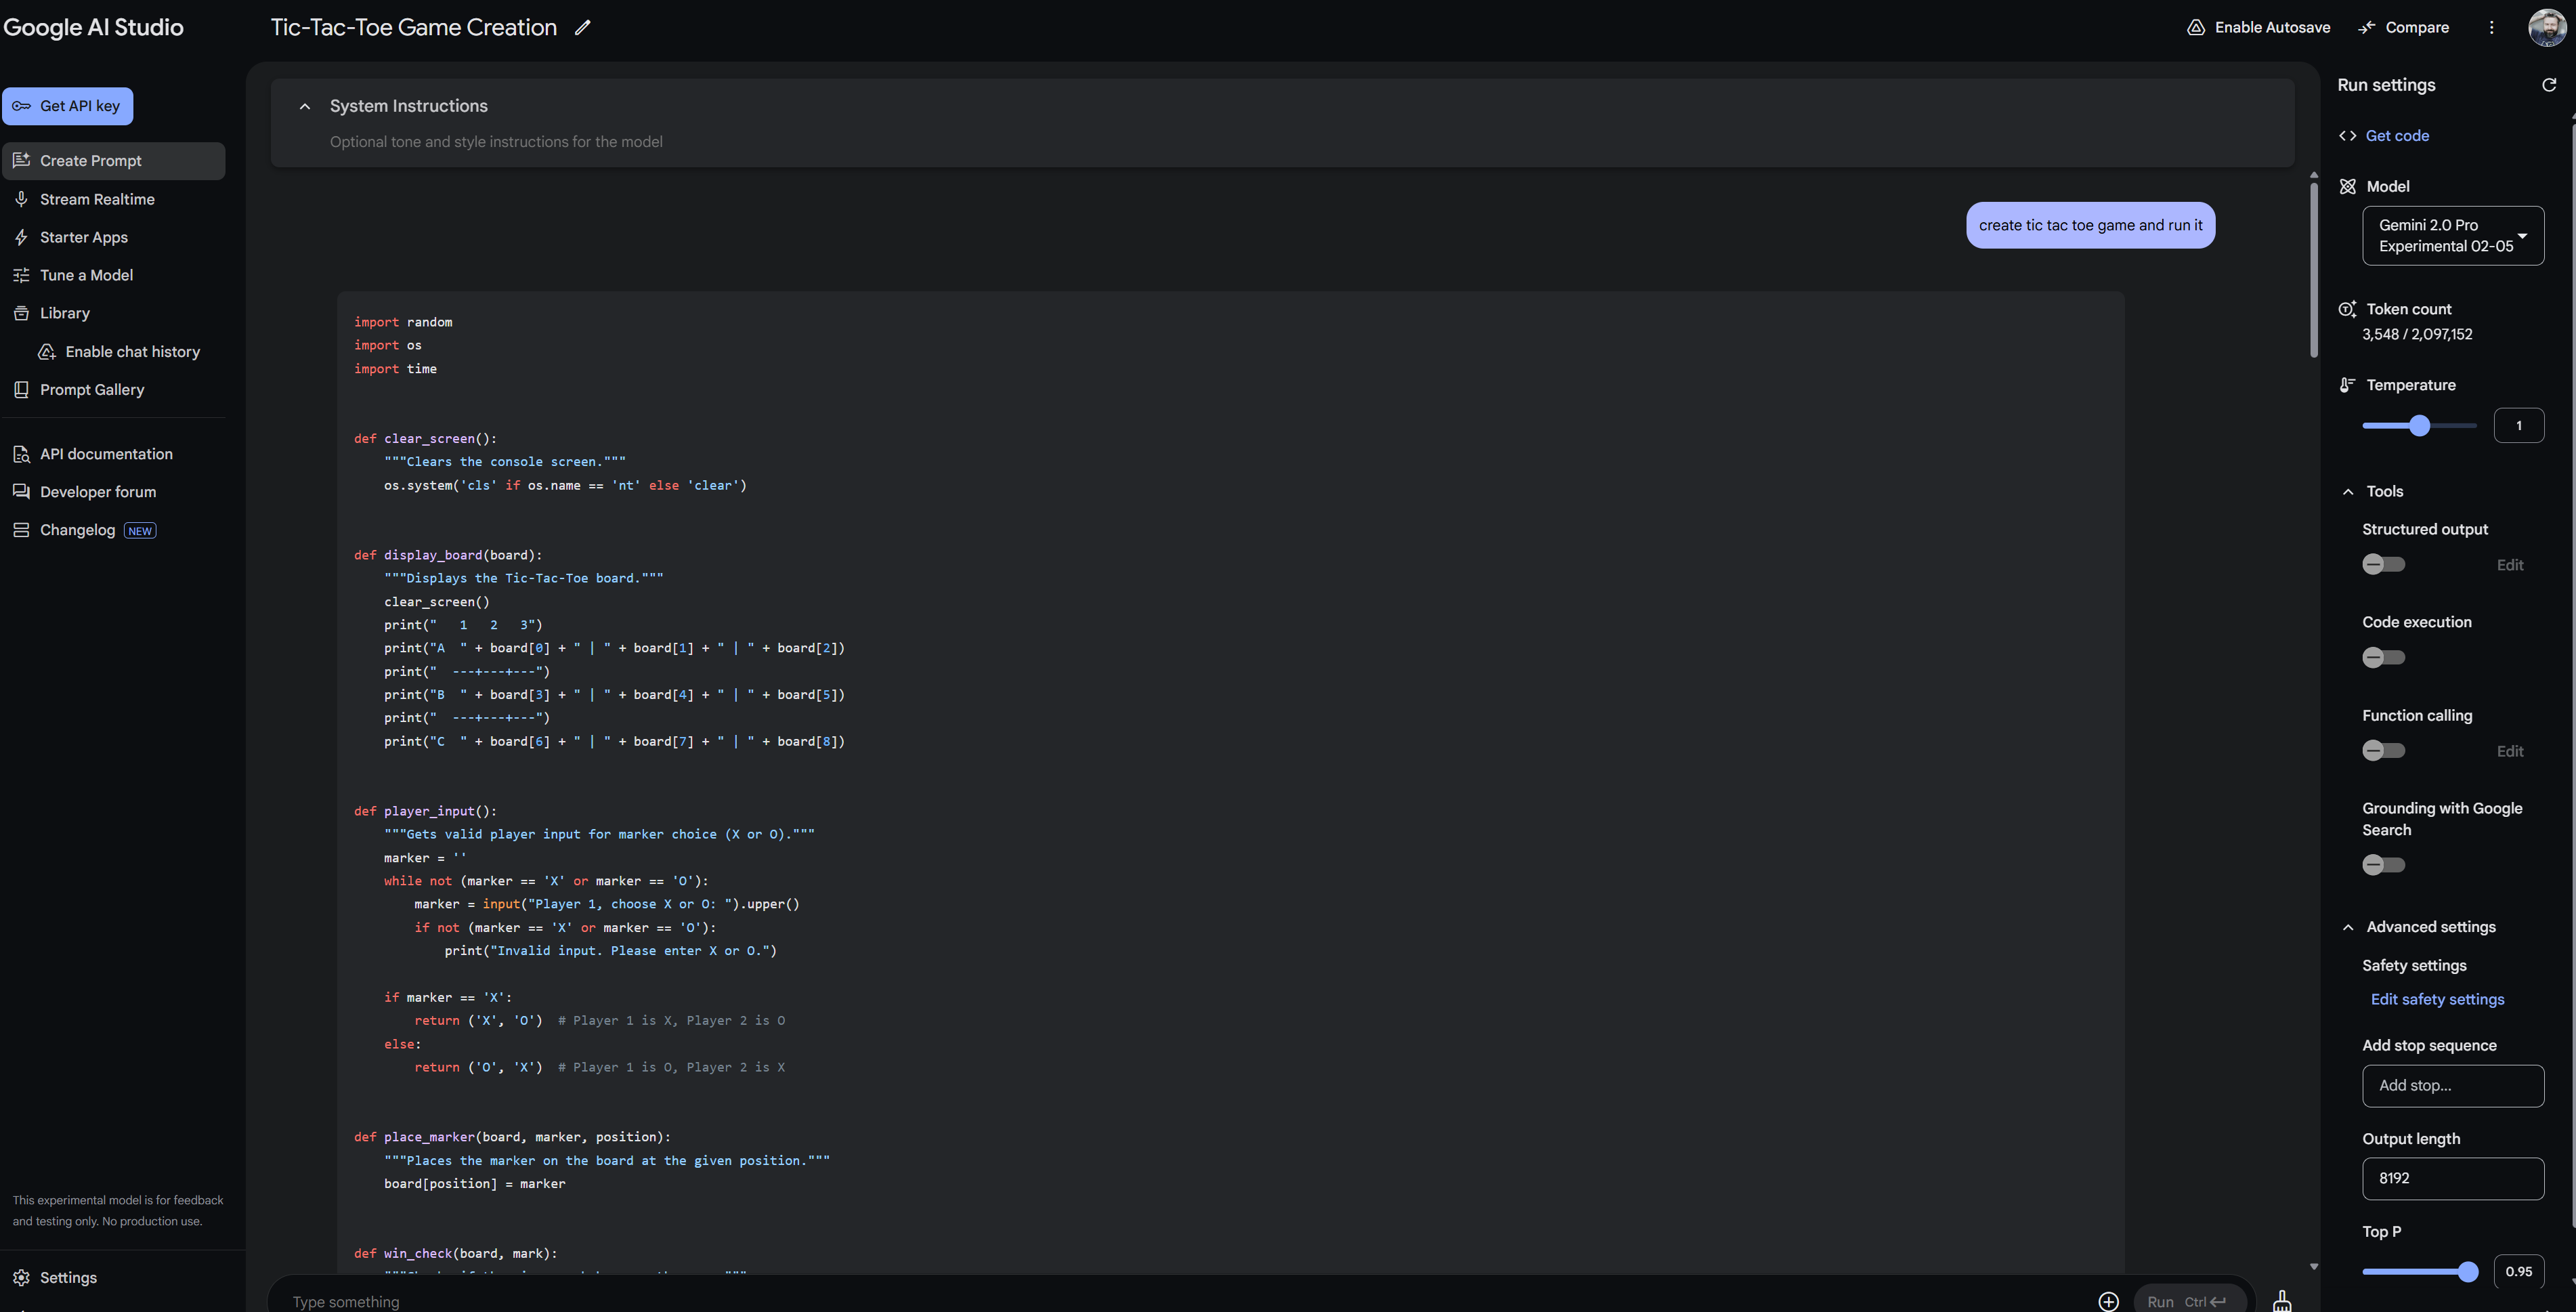 Google AI Studio
Tic-Tac-Toe Game Creation
Enable Autosave
Compare
Get API key
Create Prompt
Stream Realtime
Starter Apps
Tune a Model
Library
Enable chat history
Prompt Gallery
API documentation
Developer forum
Changelog NEW
This experimental model is for feedback
and testing only. No production use.
Settings
System Instructions
Optional tone and style instructions for the model
create tic tac toe game and run it
import random
import os
import time
def clear_screen():
    """Clears the console screen."""
    os.system('cls' if os.name == 'nt' else 'clear')
def display_board(board):
    """Displays the Tic-Tac-Toe board."""
    clear_screen()
    print("   1   2   3")
    print("A  " + board[0] + " | " + board[1] + " | " + board[2])
    print("  ---+---+---")
    print("B  " + board[3] + " | " + board[4] + " | " + board[5])
    print("  ---+---+---")
    print("C  " + board[6] + " | " + board[7] + " | " + board[8])
def player_input():
    """Gets valid player input for marker choice (X or O)."""
    marker = ''
    while not (marker == 'X' or marker == 'O'):
        marker = input("Player 1, choose X or O: ").upper()
        if not (marker == 'X' or marker == 'O'):
            print("Invalid input. Please enter X or O.")
    if marker == 'X':
        return ('X', 'O')  # Player 1 is X, Player 2 is O
    else:
        return ('O', 'X')  # Player 1 is O, Player 2 is X
def place_marker(board, marker, position):
    """Places the marker on the board at the given position."""
    board[position] = marker
def win_check(board, mark):
Type something
Run Ctrl
Run settings
Get code
Model
Gemini 2.0 Pro
Experimental 02-05
Token count
3,548 / 2,097,152
Temperature
1
Tools
Structured output
Edit
Code execution
Function calling
Edit
Grounding with Google
Search
Advanced settings
Safety settings
Edit safety settings
Add stop sequence
Add stop...
Output length
8192
Top P
0.95